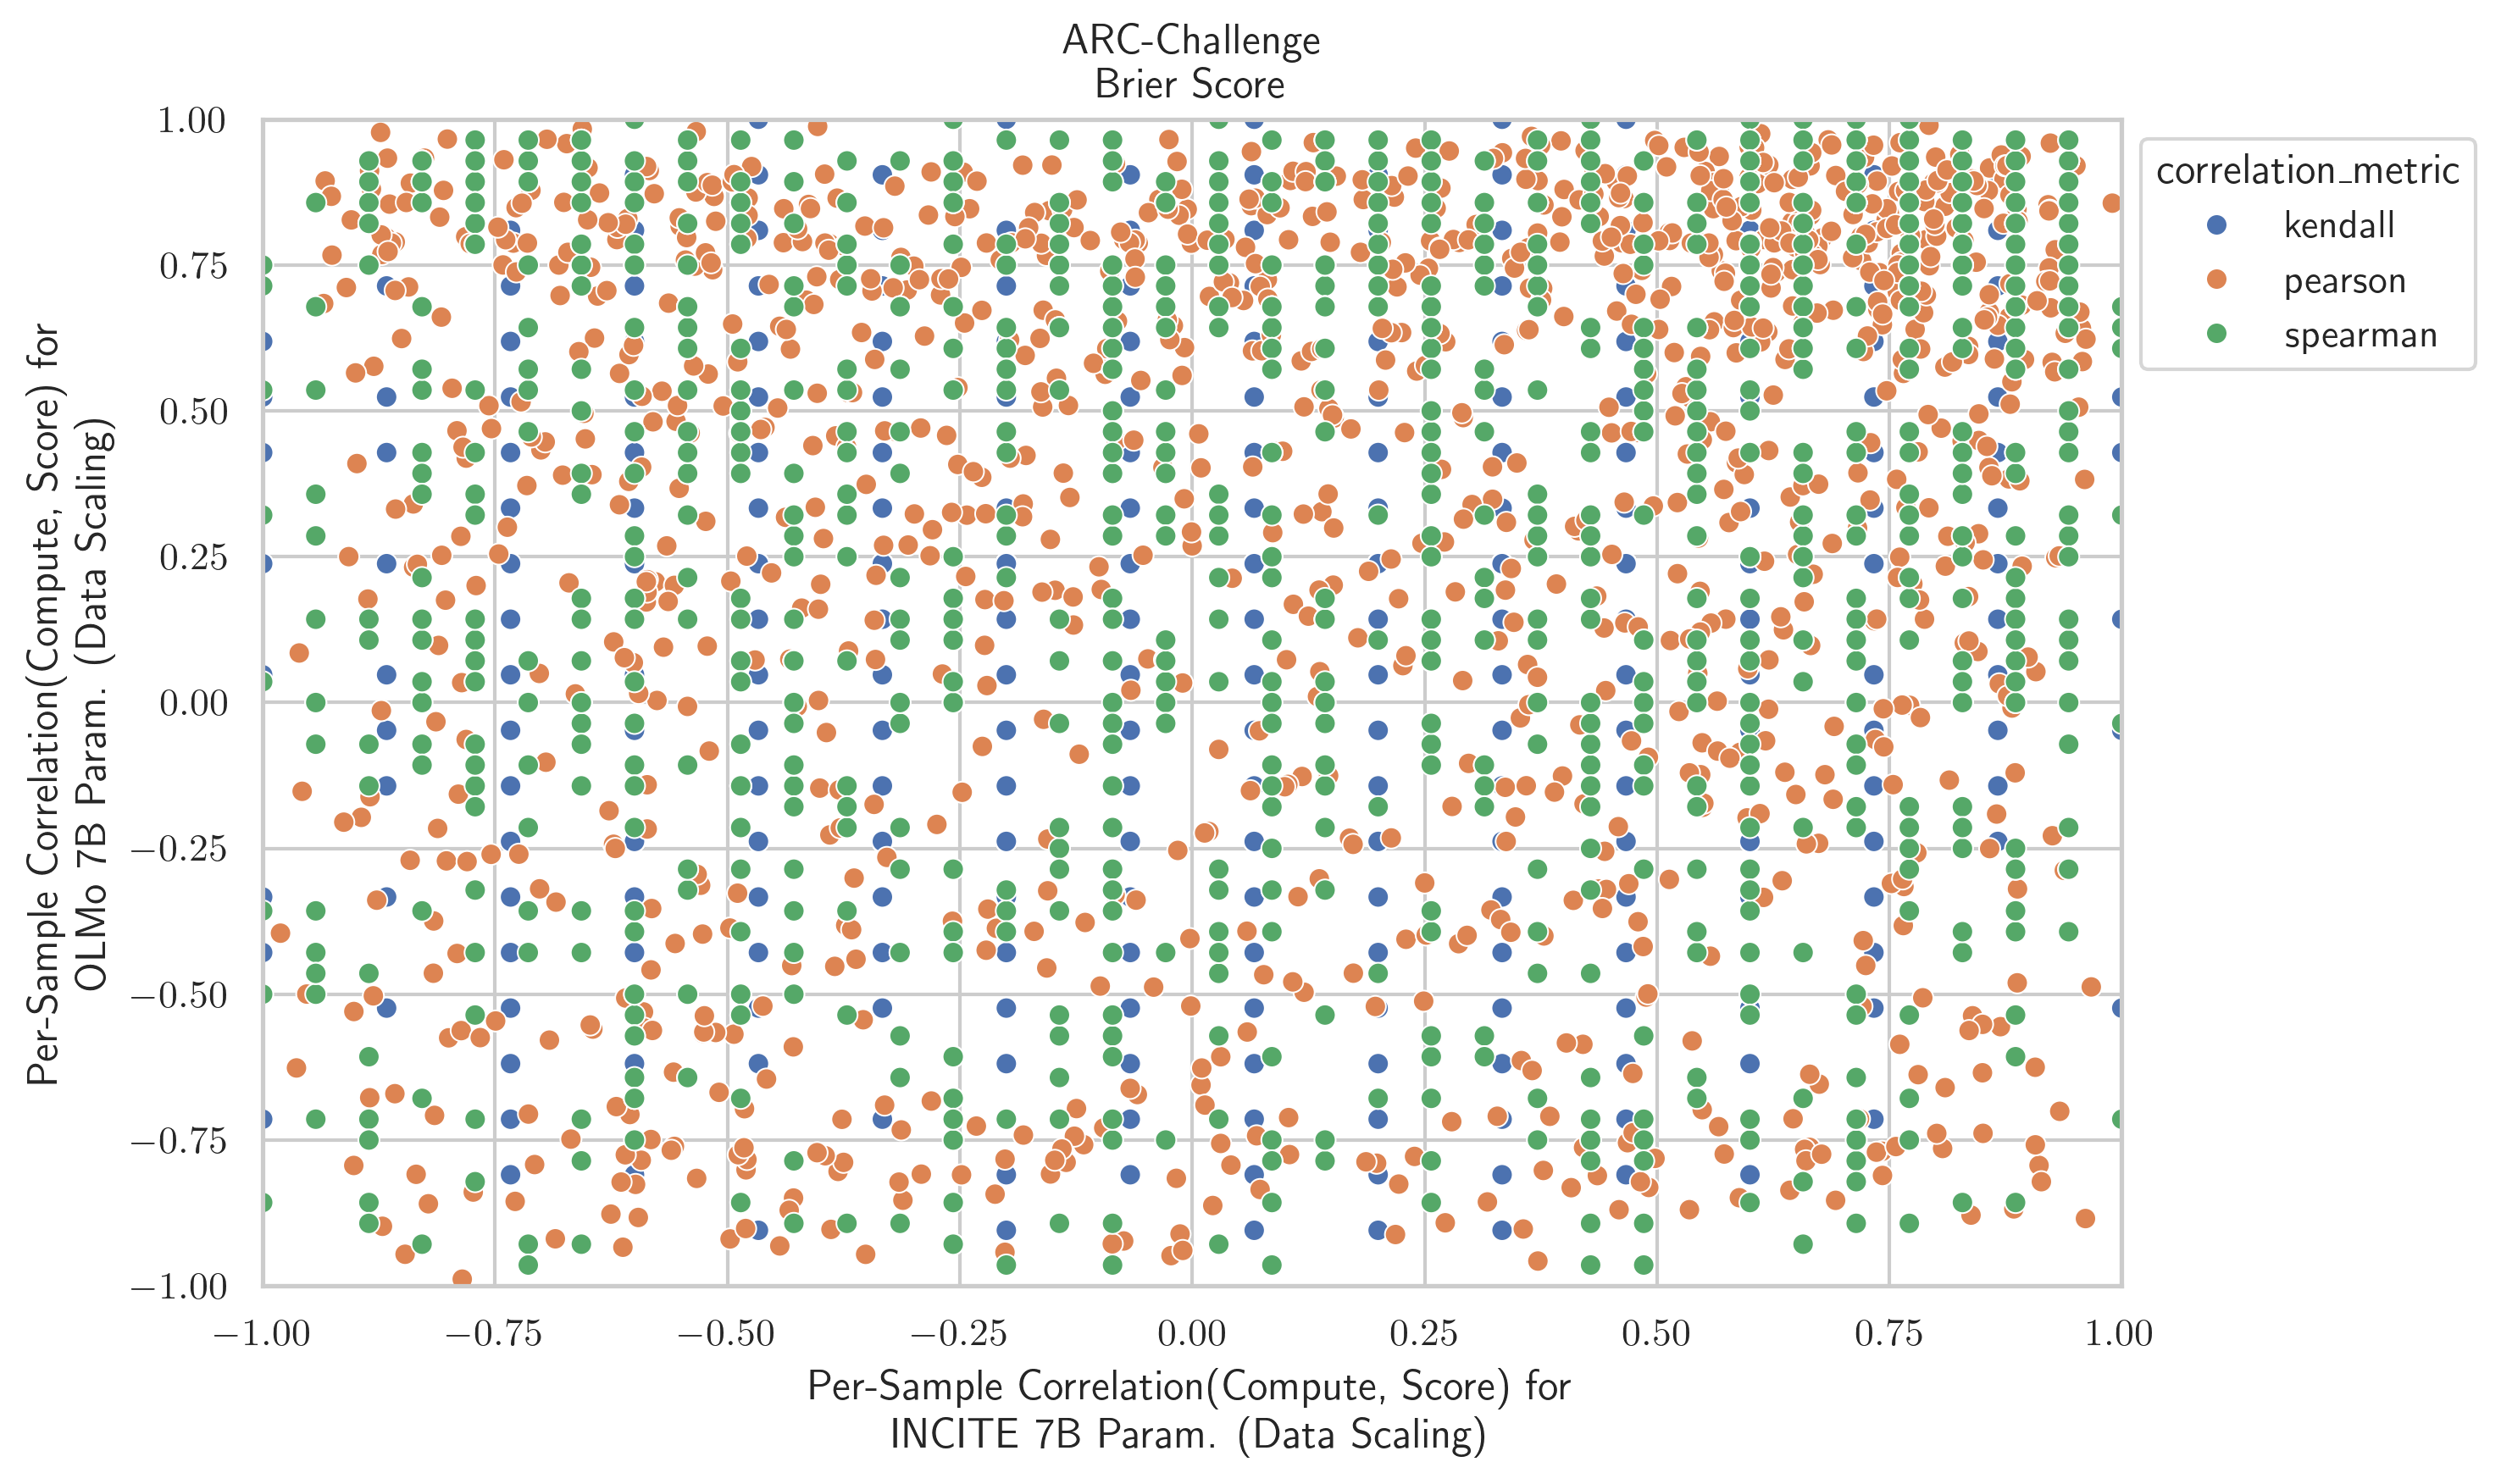 ARC-Challenge
Brier Score
Per-Sample Correlation(Compute, Score) for
OLMo 7B Param. (Data Scaling)
1.00
0.75
0.50
0.25
0.00
−0.25
−0.50
−0.75
−1.00
−1.00
−0.75
−0.50
−0.25
0.00
0.25
0.50
0.75
1.00
Per-Sample Correlation(Compute, Score) for
INCITE 7B Param. (Data Scaling)
correlation_metric
kendall
pearson
spearman